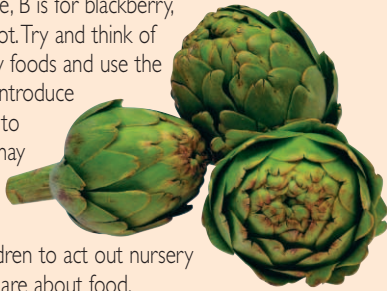 e, B is for blackberry,
ot. Try and think of
y foods and use the
ntroduce
to
nay
dren to act out nursery
are about food.